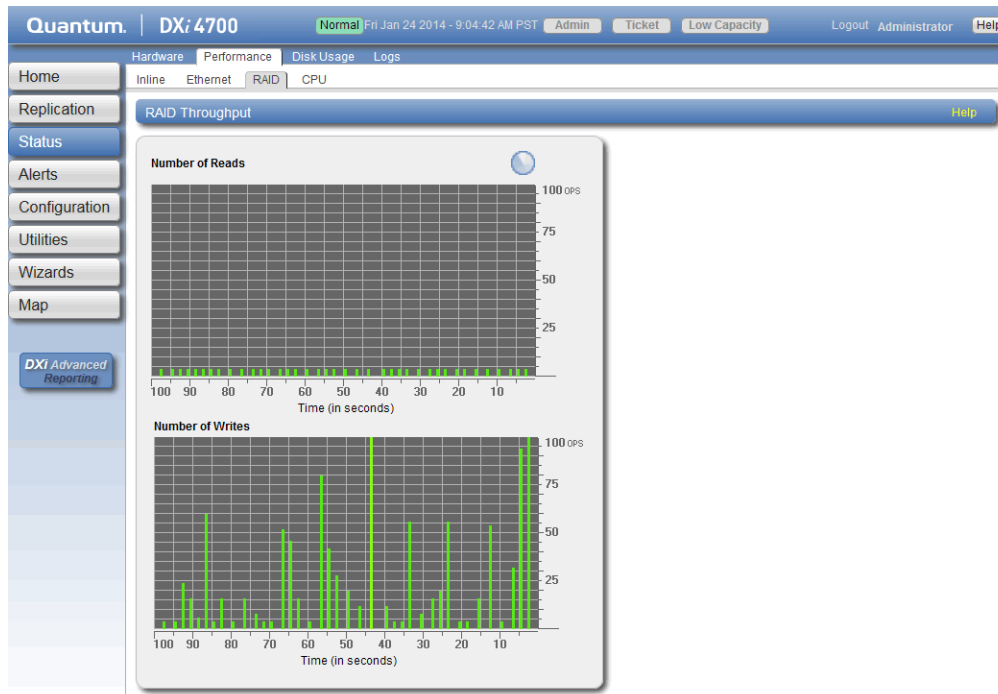 Quantum. | DXi 4700 Normal Fri Jan 24 2014 - 9:04:42 AM PST Admin Ticket Low Capacity Logout Administrator Help
Hardware Performance Disk Usage Logs
Inline Ethernet RAID CPU
Home
Replication
Status
Alerts
Configuration
Utilities
Wizards
Map
DXi Advanced
Reporting
RAID Throughput Help
Number of Reads
100 OPS
75
50
25
100 90 80 70 60 50 40 30 20 10
Time (in seconds)
Number of Writes
100 OPS
75
50
25
100 90 80 70 60 50 40 30 20 10
Time (in seconds)